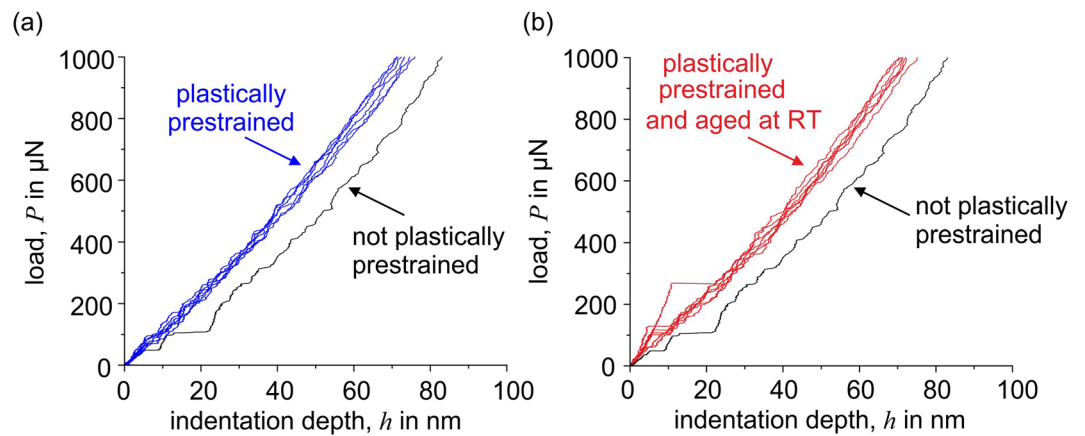 (a)
1000
800
600
400
200
0
load, P in µN
plastically
prestrained
not plastically
prestrained
0 20 40 60 80 100
indentation depth, h in nm
(b)
1000
800
600
400
200
0
load, P in µN
plastically
prestrained
and aged at RT
not plastically
prestrained
0 20 40 60 80 100
indentation depth, h in nm